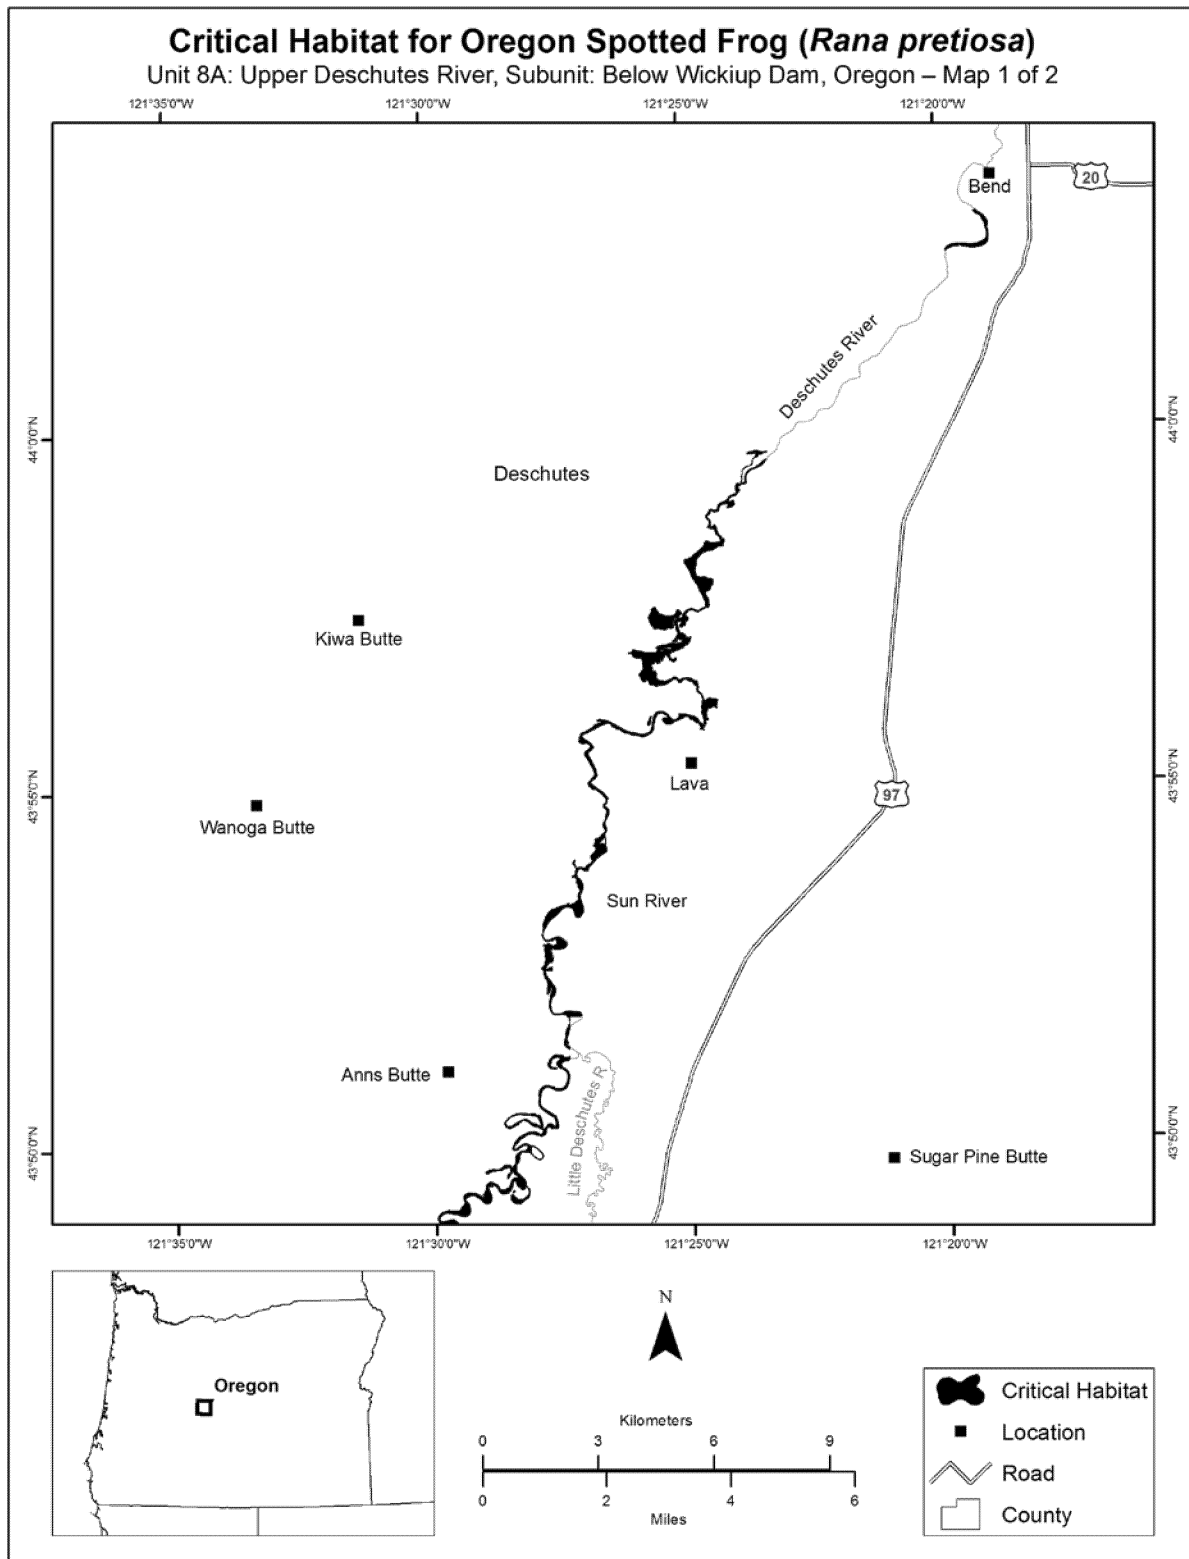 Critical Habitat for Oregon Spotted Frog (Rana pretiosa)
Unit 8A: Upper Deschutes River, Subunit: Below Wickiup Dam, Oregon – Map 1 of 2
121°35'0"W 121°30'0"W 121°25'0"W 121°20'0"W
20
Bend
Deschutes River
44°0'0"N
44°0'0"N
Deschutes
Kiwa Butte
Lava
43°55'0"N
43°55'0"N
97
Wanoga Butte
Sun River
Anns Butte
Little Deschutes R
43°50'0"N
43°50'0"N
Sugar Pine Butte
121°35'0"W 121°30'0"W 121°25'0"W 121°20'0"W
Oregon
N
Kilometers
0 3 6 9
0 2 4 6
Miles
Critical Habitat
Location
Road
County